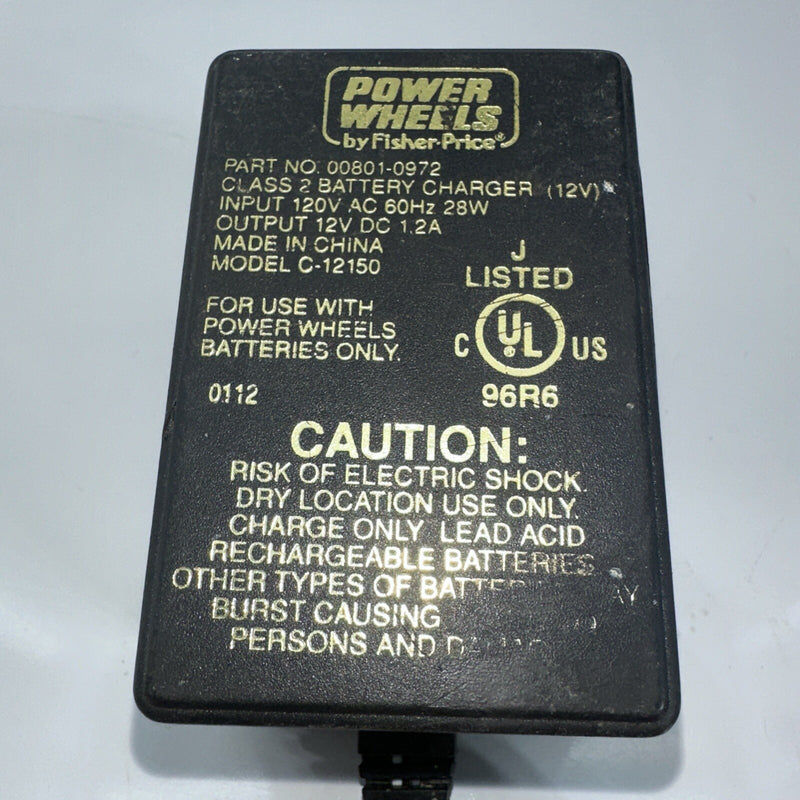 POWER
WHEELS
by Fisher-Price®
PART NO. 00801-0972
CLASS 2 BATTERY CHARGER (12V)
INPUT 120V AC 60Hz 28W
OUTPUT 12V DC 1.2A
MADE IN CHINA
MODEL C-12150
FOR USE WITH
POWER WHEELS
BATTERIES ONLY.
0112
J
LISTED
C UL US
96R6
CAUTION:
RISK OF ELECTRIC SHOCK.
DRY LOCATION USE ONLY.
CHARGE ONLY LEAD ACID
RECHARGEABLE BATTERIES
OTHER TYPES OF
BURST CAUSING
PERSONS AND